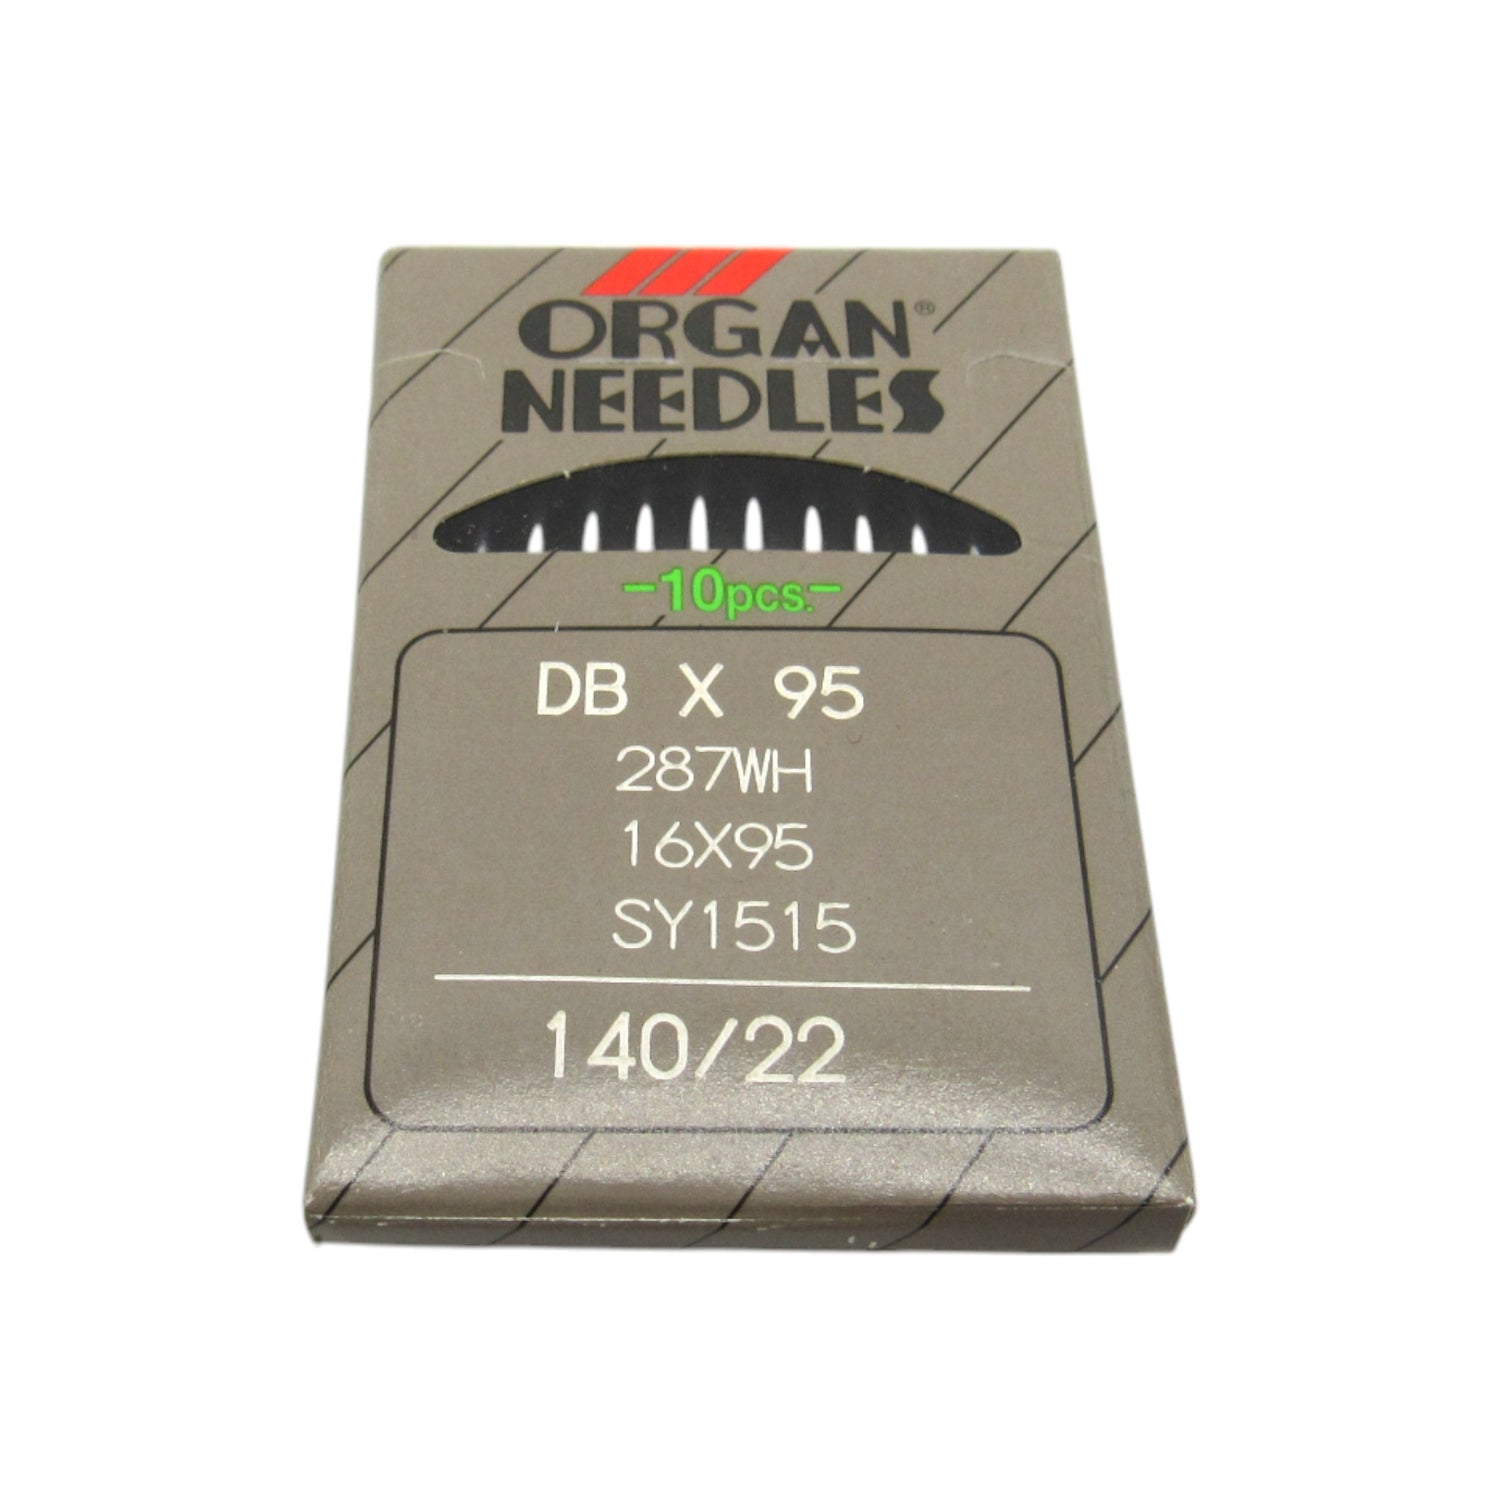 ORGAN®
NEEDLES
-10pcs.-
DB X 95
287WH
16X95
SY1515
140/22